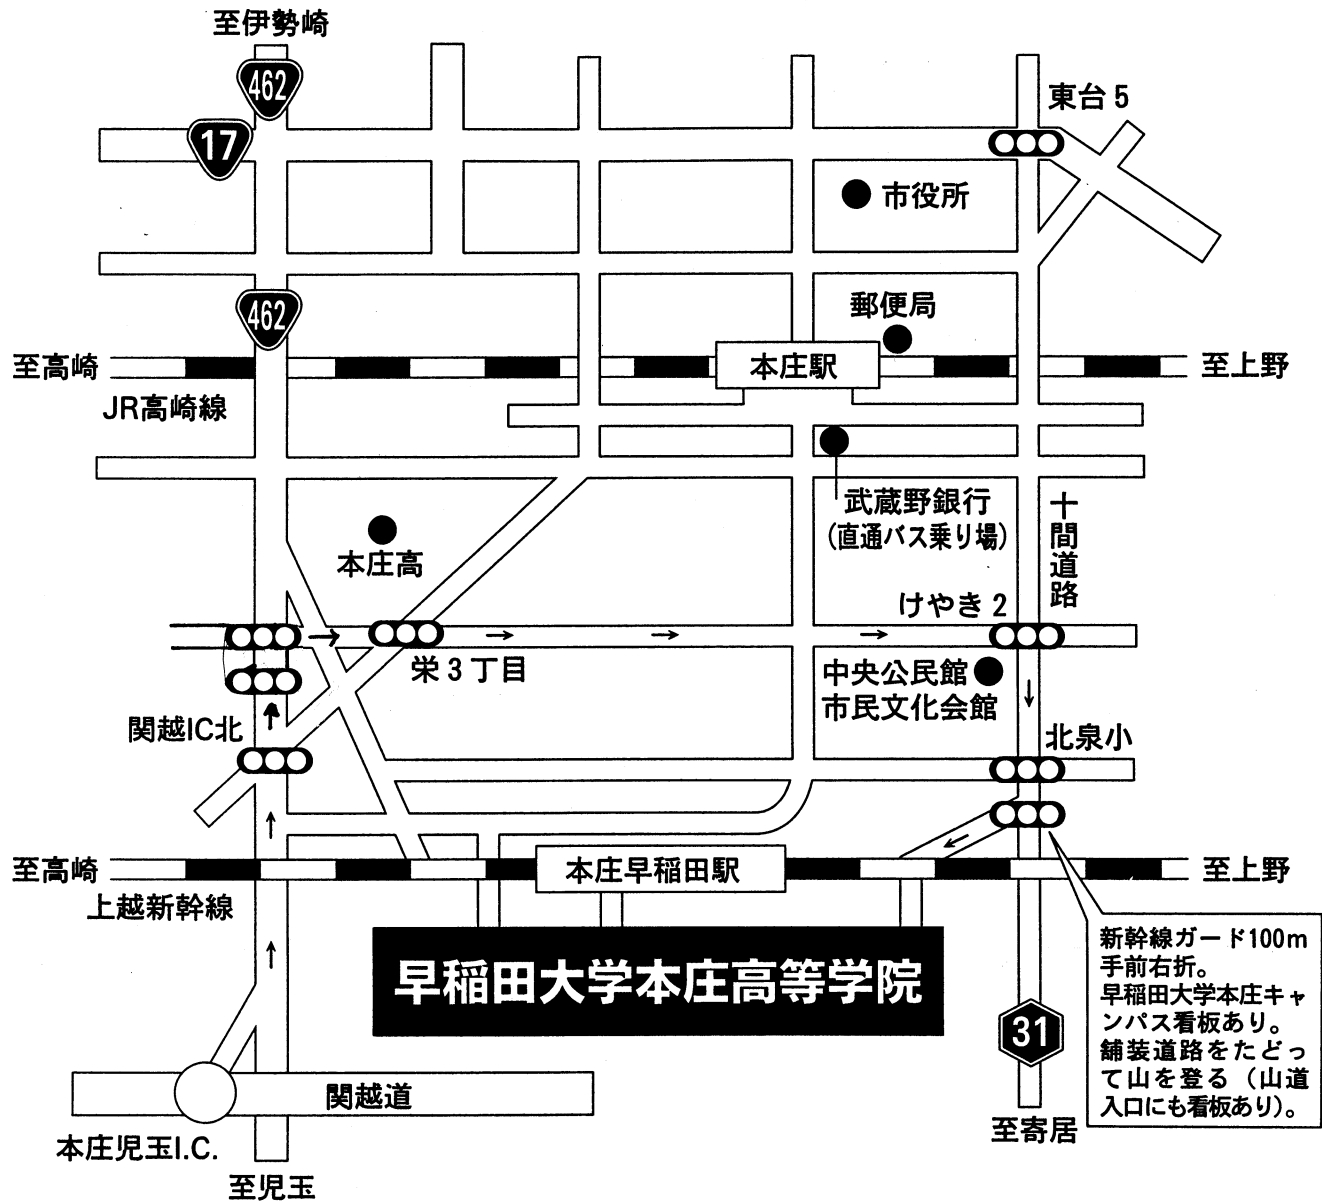 至伊勢崎
462
17
東台5
市役所
462
郵便局
至高崎
本庄駅
至上野
JR高崎線
武蔵野銀行
(直通バス乗り場)
十間道路
本庄高
けやき2
栄3丁目
中央公民館
市民文化会館
関越IC北
北泉小
至高崎
本庄早稲田駅
至上野
上越新幹線
早稲田大学本庄高等学院
新幹線ガード100m
手前右折。
早稲田大学本庄キャ
ンパス看板あり。
舗装道路をたどっ
て山を登る(山道
入口にも看板あり)。
31
関越道
至寄居
本庄児玉I.C.
至児玉